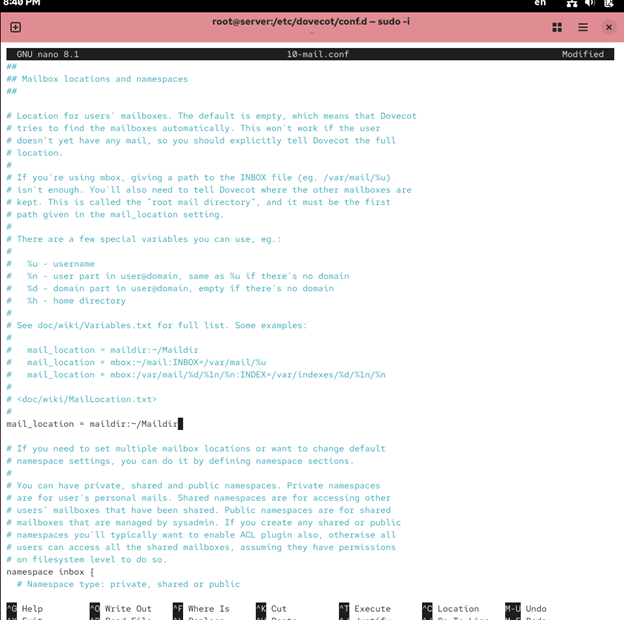 8:40 PM
en
root@server:/etc/dovecot/conf.d — sudo -i
GNU nano 8.1 10-mail.conf Modified
##
## Mailbox locations and namespaces
##
# Location for users' mailboxes. The default is empty, which means that Dovecot
# tries to find the mailboxes automatically. This won't work if the user
# doesn't yet have any mail, so you should explicitly tell Dovecot the full
# location.
#
# If you're using mbox, giving a path to the INBOX file (eg. /var/mail/%u)
# isn't enough. You'll also need to tell Dovecot where the other mailboxes are
# kept. This is called the "root mail directory", and it must be the first
# path given in the mail_location setting.
#
# There are a few special variables you can use, eg.:
#
#   %u - username
#   %n - user part in user@domain, same as %u if there's no domain
#   %d - domain part in user@domain, empty if there's no domain
#   %h - home directory
#
# See doc/wiki/Variables.txt for full list. Some examples:
#
#   mail_location = maildir:~/Maildir
#   mail_location = mbox:~/mail:INBOX=/var/mail/%u
#   mail_location = mbox:/var/mail/%d/%1n/%n:INDEX=/var/indexes/%d/%1n/%n
#
# <doc/wiki/MailLocation.txt>
#
mail_location = maildir:~/Maildir
# If you need to set multiple mailbox locations or want to change default
# namespace settings, you can do it by defining namespace sections.
#
# You can have private, shared and public namespaces. Private namespaces
# are for user's personal mails. Shared namespaces are for accessing other
# users' mailboxes that have been shared. Public namespaces are for shared
# mailboxes that are managed by sysadmin. If you create any shared or public
# namespaces you'll typically want to enable ACL plugin also, otherwise all
# users can access all the shared mailboxes, assuming they have permissions
# on filesystem level to do so.
namespace inbox {
  # Namespace type: private, shared or public
^G Help ^O Write Out ^F Where Is ^K Cut ^T Execute ^C Location M-U Undo